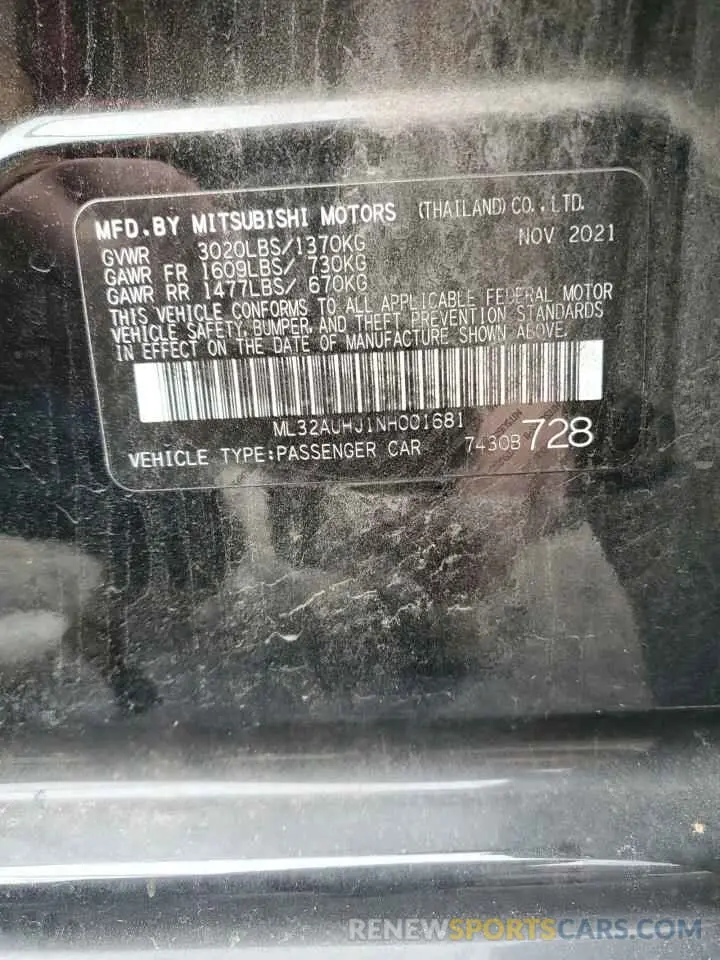 MFD.BY MITSUBISHI MOTORS (THAILAND) CO.,LTD.
GVWR 3020LBS/1370KG NOV 2021
GAWR FR 1609LBS/ 730KG
GAWR RR 1477LBS/ 670KG
THIS VEHICLE CONFORMS TO ALL APPLICABLE FEDERAL MOTOR
VEHICLE SAFETY, BUMPER, AND THEFT PREVENTION STANDARDS
IN EFFECT ON THE DATE OF MANUFACTURE SHOWN ABOVE.
ML32AUHJ1NH001681
VEHICLE TYPE:PASSENGER CAR 7430B728
RENEWSPORTSCARS.COM